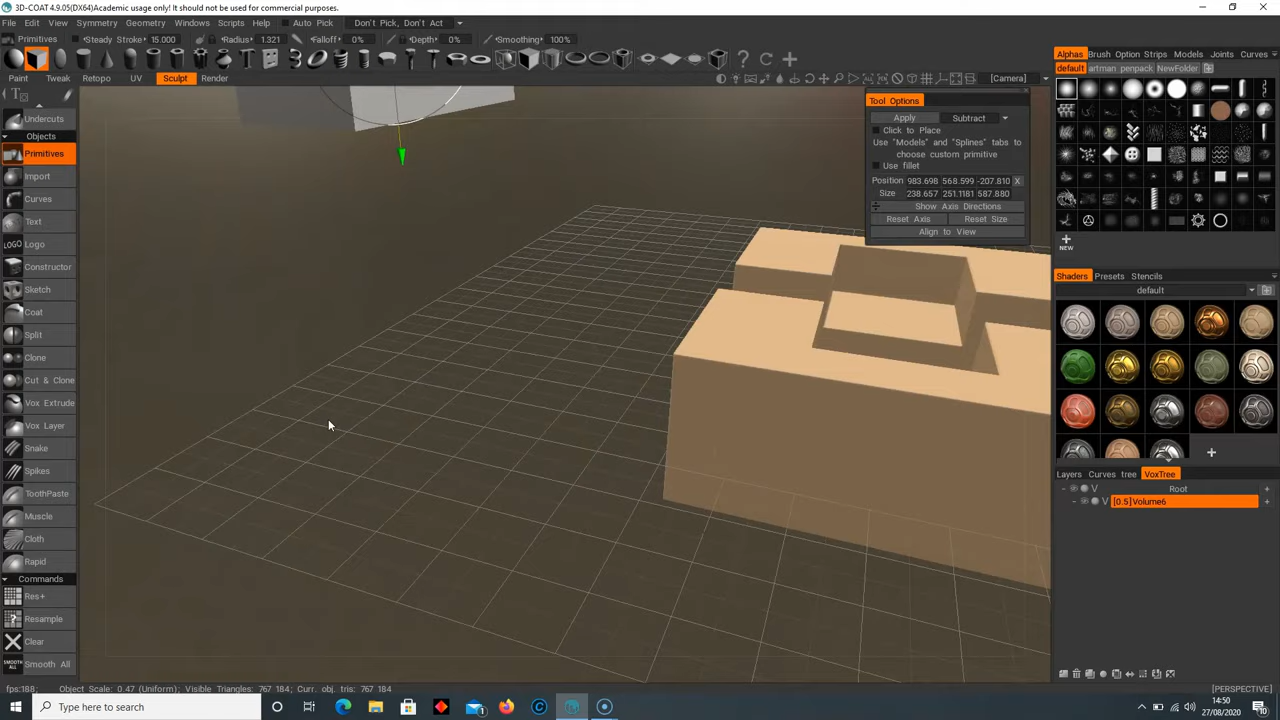 3D-COAT 4.9.05(DX64)Academic usage only! It should not be used for commercial purposes.
File Edit View Symmetry Geometry Textures Windows Scripts Help Auto Pick Don't Pick, Don't Act
Primitives Steady Stroke 15.000 Radius 1.321 Falloff 0% Depth 0% Smoothing 100%
Paint Tweak Retopo UV Sculpt Render [Camera]
Undercuts
Objects
Primitives
Import
Curves
Text
LOGO Logo
Constructor
Sketch
Coat
Split
Clone
Cut & Clone
Vox Extrude
Vox Layer
Snake
Spikes
ToothPaste
Muscle
Cloth
Rapid
Commands
Res+
Resample
Clear
SMOOTH ALL Smooth All
Tool Options
Apply Subtract
Click to Place
Use "Models" and "Splines" tabs to
choose custom primitive
Use fillet
Position 983.698 568.599 -207.810 X
Size 238.657 251.1181 587.880
Show Axis Directions
Reset Axis Reset Size
Align to View
Alphas Brush Option Strips Models Joints Curves
default artman penpack NewFolder
NEW
Shaders Presets Stencils
default
Layers Curves tree VoxTree
V Root +
V [0.5]Volume6 +
fps:188; Object Scale: 0.47 (Uniform); Visible Triangles: 767 184; Curr. obj. tris: 767 184 [PERSPECTIVE]
Type here to search
14:50
27/08/2020